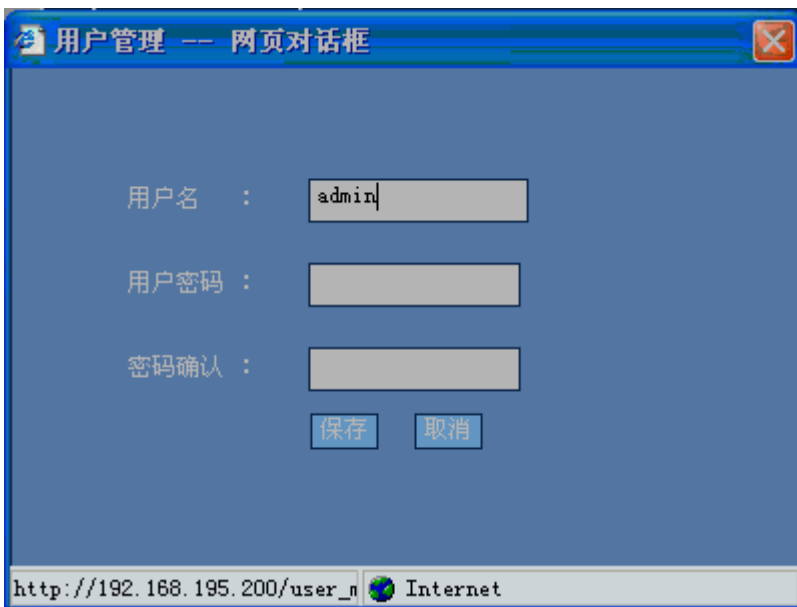 用户管理 -- 网页对话框
用户名 : admin
用户密码 :
密码确认 :
保存 取消
http://192.168.195.200/user_m Internet